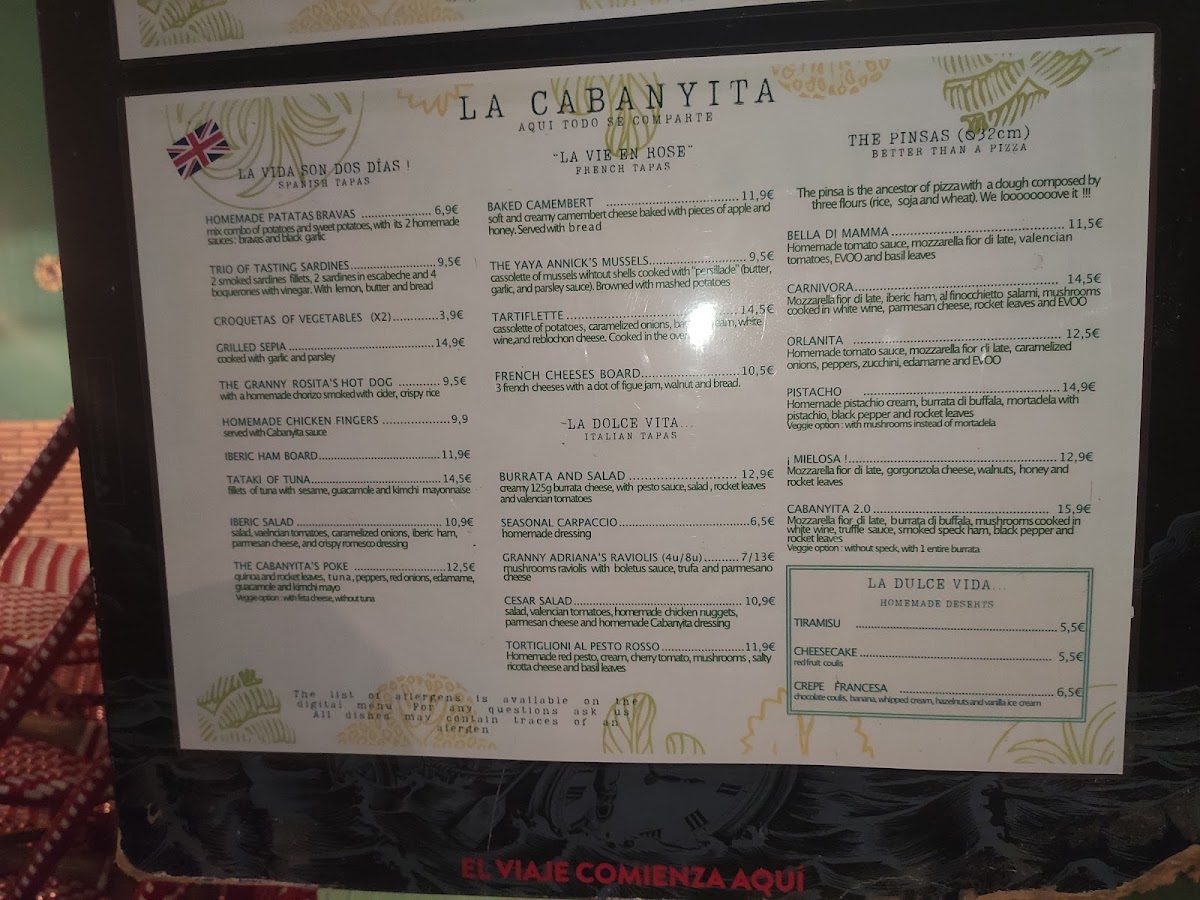 LA CABANYITA
AQUI TODO SE COMPARTE
LA VIDA SON DOS DÍAS !
SPANISH TAPAS
HOMEMADE PATATAS BRAVAS .................. 6,9€
mix combo of potatoes and sweet potatoes, with its 2 homemade
sauces : bravas and black garlic
TRIO OF TASTING SARDINES......................9,5€
2 smoked sardines fillets, 2 sardines in escabeche and 4
boquerones with vinegar. With lemon, butter and bread
CROQUETAS OF VEGETABLES (X2)............3,9€
GRILLED SEPIA ......................................14,9€
cooked with garlic and parsley
THE GRANNY ROSITA'S HOT DOG ........... 9,5€
with a homemade chorizo smoked with cider, crispy rice
HOMEMADE CHICKEN FINGERS ..................9,9
served with Cabanyita sauce
IBERIC HAM BOARD................................11,9€
TATAKI OF TUNA..................................14,5€
fillets of tuna with sesame, guacamole and kimchi mayonnaise
IBERIC SALAD ......................................10,9€
salad, vaelncian tomatoes, caramelized onions, iberic ham,
parmesan cheese, and crispy romesco dressing
THE CABANYITA'S POKE ..........................12,5€
quinoa and rocket leaves, tuna, peppers, red onions, edamame,
guacamole and kimchi mayo
Veggie option : with feta cheese, without tuna
"LA VIE EN ROSE"
FRENCH TAPAS
BAKED CAMEMBERT ..................................11,9€
soft and creamy camembert cheese baked with pieces of apple and
honey. Served with bread
THE YAYA ANNICK'S MUSSELS......................9,5€
cassolette of mussels wihtout shells cooked with "persillade" (butter,
garlic, and parsley sauce). Browned with mashed potatoes
TARTIFLETTE ..........................................14,5€
cassolette of potatoes, caramelized onions, white
wine,and reblochon cheese. Cooked in the oven
FRENCH CHEESES BOARD........................10,5€
3 french cheeses with a dot of figue jam, walnut and bread.
~LA DOLCE VITA...
ITALIAN TAPAS
BURRATA AND SALAD ............................12,9€
creamy 125g burrata cheese, with pesto sauce, salad , rocket leaves
and valencian tomatoes
SEASONAL CARPACCIO................................6,5€
homemade dressing
GRANNY ADRIANA'S RAVIOLIS (4u/8u).........7/13€
mushrooms raviolis with boletus sauce, trufa and parmesano
cheese
CESAR SALAD........................................10,9€
salad, valencian tomatoes, homemade chicken nuggets,
parmesan cheese and homemade Cabanyita dressing
TORTIGLIONI AL PESTO ROSSO....................11,9€
Homemade red pesto, cream, cherry tomato, mushrooms , salty
ricotta cheese and basil leaves
THE PINSAS (Ø32cm)
BETTER THAN A PIZZA
The pinsa is the ancestor of pizza with a dough composed by
three flours (rice, soja and wheat). We looooooove it !!!
BELLA DI MAMMA........................................ 11,5€
Homemade tomato sauce, mozzarella fior di late, valencian
tomatoes, EVOO and basil leaves
CARNIVORA................................................ 14,5€
Mozzarella fior di late, iberic ham, al finocchietto salami, mushrooms
cooked in white wine, parmesan cheese, rocket leaves and EVOO
ORLANITA ................................................ 12,5€
Homemade tomato sauce, mozzarella fior di late, caramelized
onions, peppers, zucchini, edamame and EVOO
PISTACHO ................................................14,9€
Homemade pistachio cream, burrata di buffala, mortadela with
pistachio, black pepper and rocket leaves
Veggie option : with mushrooms instead of mortadela
¡ MIELOSA !................................................12,9€
Mozzarella fior di late, gorgonzola cheese, walnuts, honey and
rocket leaves
CABANYITA 2.0 ........................................ 15,9€
Mozzarella fior di late, burrata di buffala, mushrooms cooked in
white wine, truffle sauce, smoked speck ham, black pepper and
rocket leaves
Veggie option : without speck, with 1 entire burrata
LA DULCE VIDA...
HOMEMADE DESERTS
TIRAMISU ..............................................5,5€
CHEESECAKE .......................................... 5,5€
red fruit coulis
CREPE FRANCESA ....................................6,5€
chocolate coulis, banana, whipped cream, hazelnuts and vanilla ice cream
The list of allergens is available on the
digital menu For any questions ask us
All dishes may contain traces of an
alergen
EL VIAJE COMIENZA AQUÍ